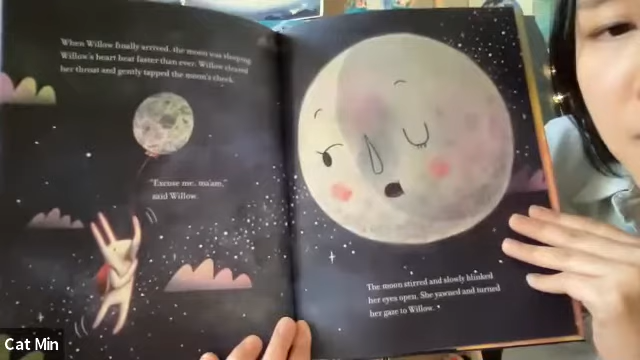 When Willow finally arrived, the moon was sleeping.
Willow's heart beat faster than ever. Willow cleared
her throat and gently tapped the moon's cheek.
"Excuse me, ma'am,"
said Willow.
The moon stirred and slowly blinked
her eyes open. She yawned and turned
her gaze to Willow.
Cat Min